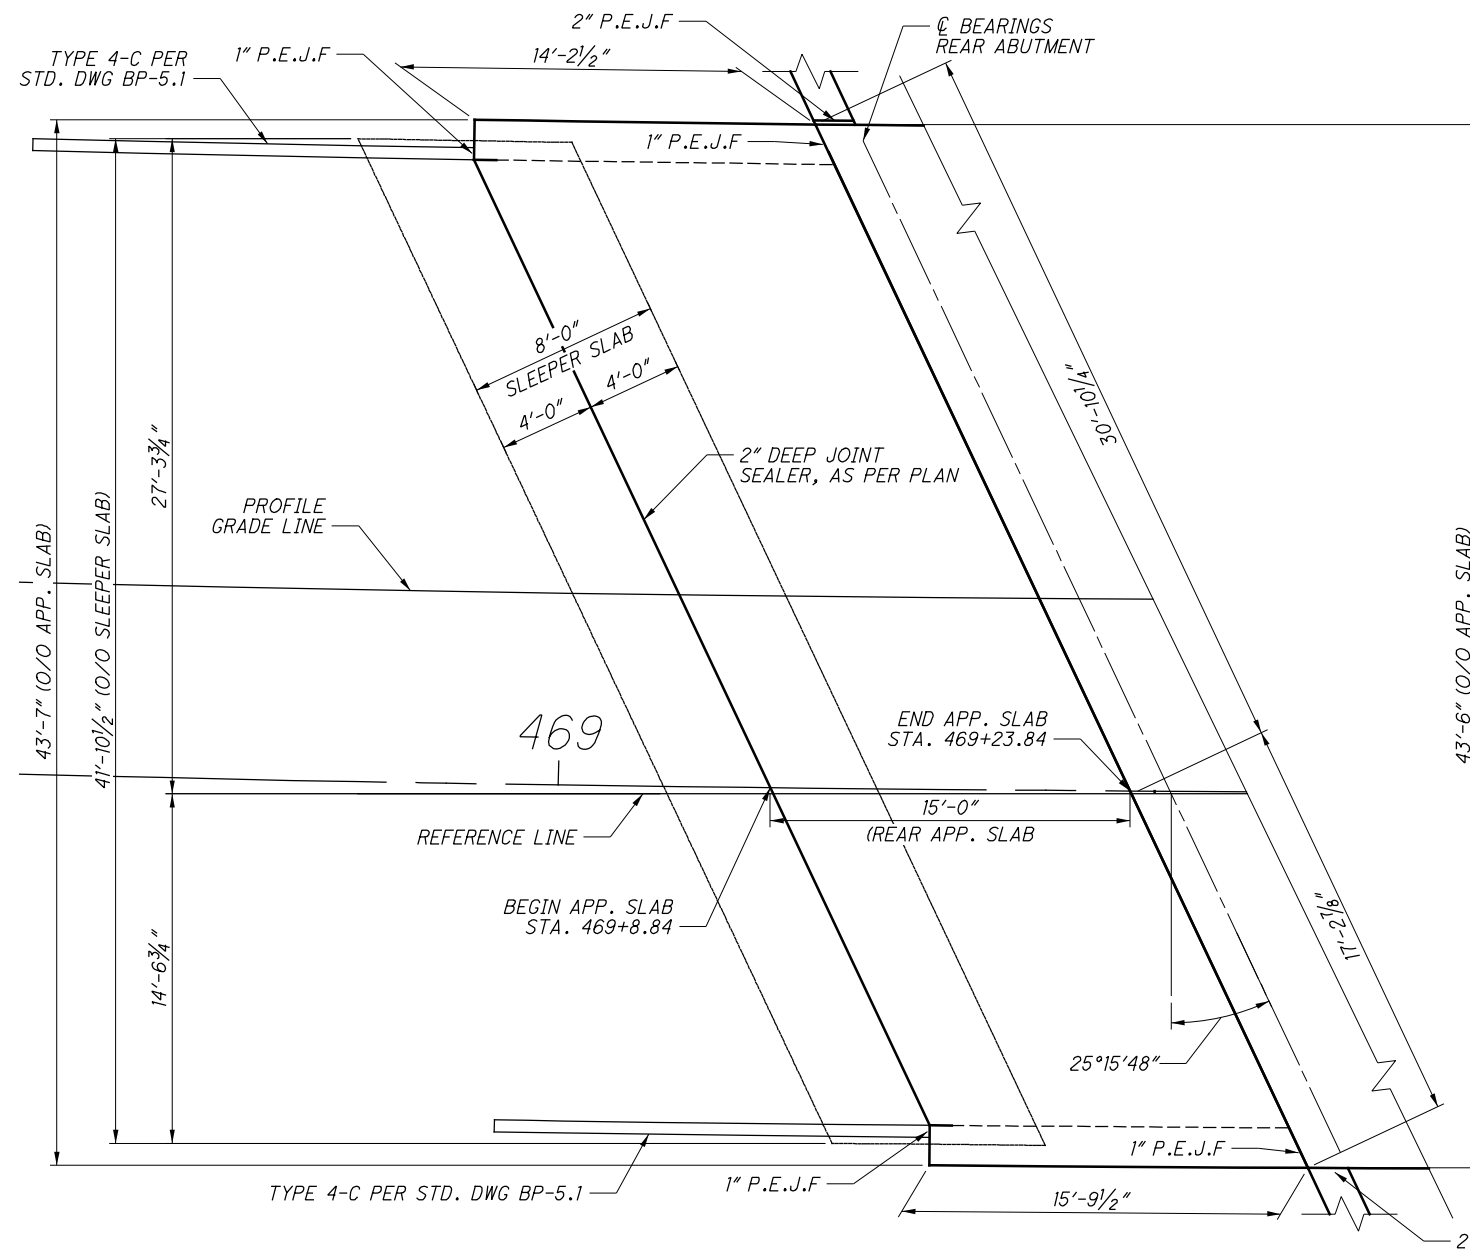 2" P.E.J.F
℄ BEARINGS
REAR ABUTMENT
TYPE 4-C PER
STD. DWG BP-5.1
1" P.E.J.F
14'-2½"
1" P.E.J.F
8'-0"
SLEEPER SLAB
4'-0"
4'-0"
30'-10¼"
27'-3¾"
2" DEEP JOINT
SEALER, AS PER PLAN
PROFILE
GRADE LINE
43'-7" (O/O APP. SLAB)
41'-10½" (O/O SLEEPER SLAB)
43'-6" (O/O APP. SLAB)
469
END APP. SLAB
STA. 469+23.84
15'-0"
(REAR APP. SLAB
REFERENCE LINE
BEGIN APP. SLAB
STA. 469+8.84
14'-6¾"
17'-2⅞"
25°15'48"
1" P.E.J.F
1" P.E.J.F
TYPE 4-C PER STD. DWG BP-5.1
15'-9½"
2